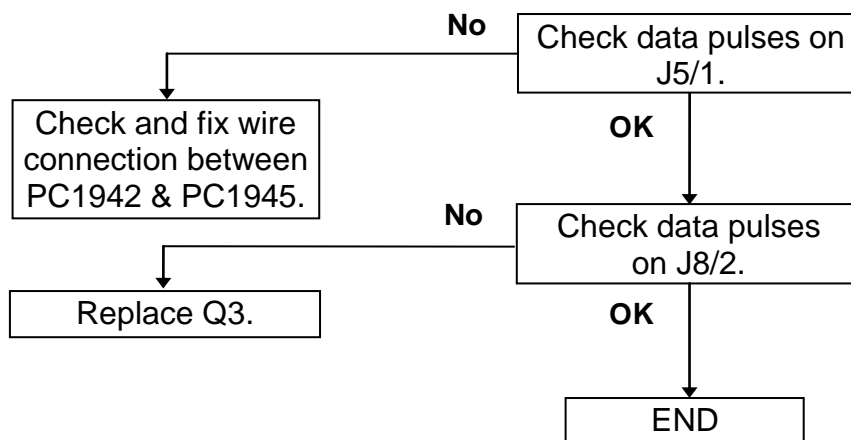 No
Check data pulses on
J5/1.
Check and fix wire
connection between
PC1942 & PC1945.
OK
No
Check data pulses
on J8/2.
Replace Q3.
OK
END